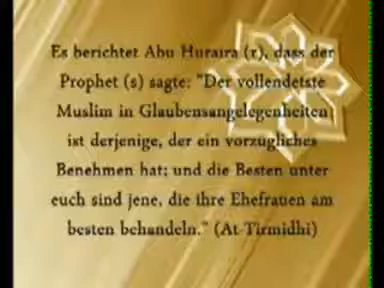 Es berichtet Abu Huraira (r), dass der
Prophet (s) sagte: "Der vollendetste
Muslim in Glaubensangelegenheiten
ist derjenige, der ein vorzügliches
Benehmen hat; und die Besten unter
euch sind jene, die ihre Ehefrauen am
besten behandeln." (At-Tirmidhi)